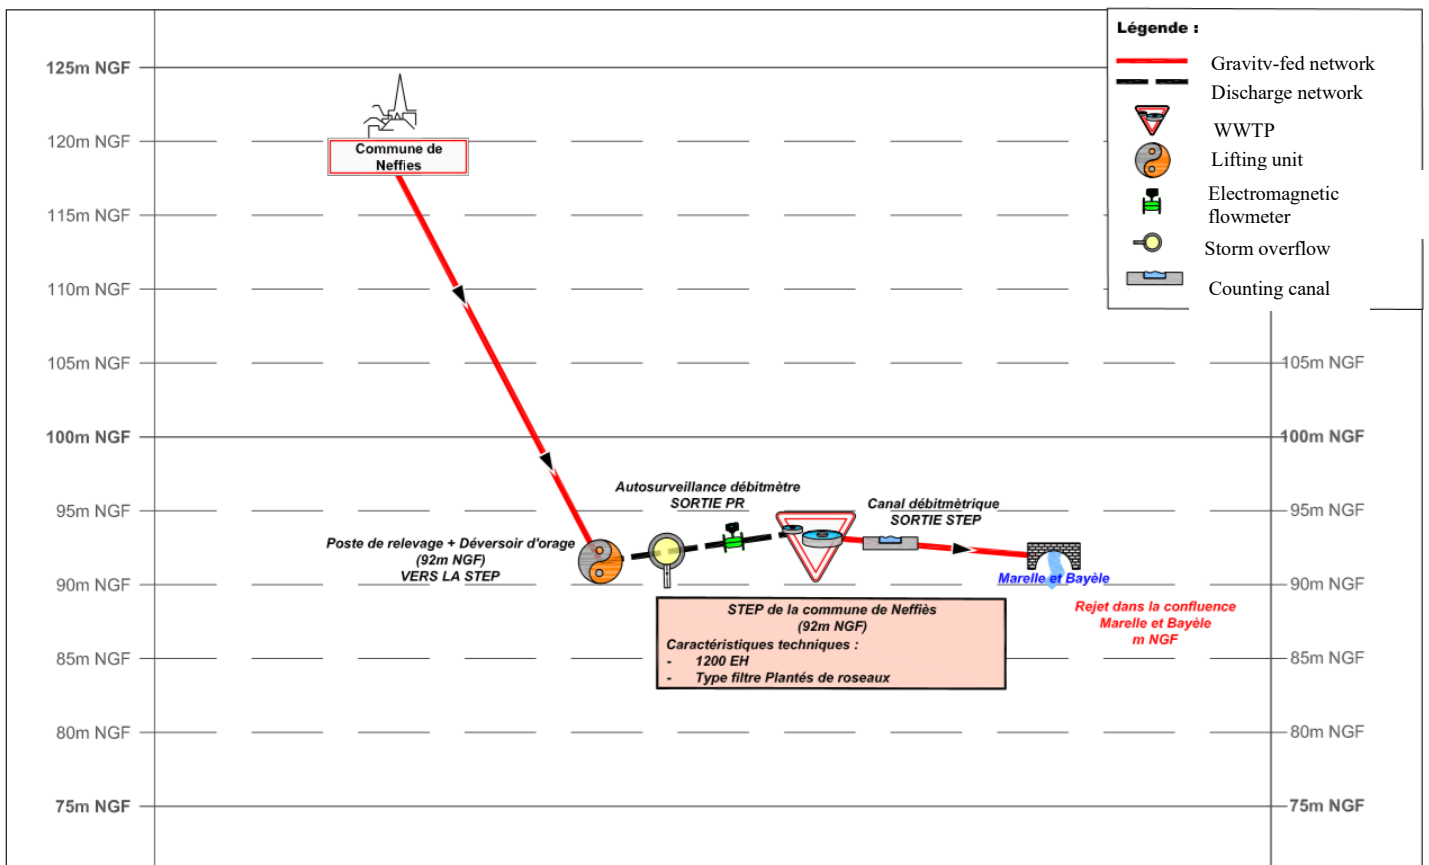 Légende :
Gravitv-fed network
Discharge network
WWTP
Lifting unit
Electromagnetic
flowmeter
Storm overflow
Counting canal
125m NGF
120m NGF
115m NGF
110m NGF
105m NGF
100m NGF
95m NGF
90m NGF
85m NGF
80m NGF
75m NGF
Commune de
Neffies
Poste de relevage + Déversoir d'orage
(92m NGF)
VERS LA STEP
Autosurveillance débitmètre
SORTIE PR
Canal débitmètrique
SORTIE STEP
Marelle et Bayèle
Rejet dans la confluence
Marelle et Bayèle
m NGF
STEP de la commune de Neffiès
(92m NGF)
Caractéristiques techniques :
- 1200 EH
- Type filtre Plantés de roseaux
105m NGF
100m NGF
95m NGF
90m NGF
85m NGF
80m NGF
75m NGF